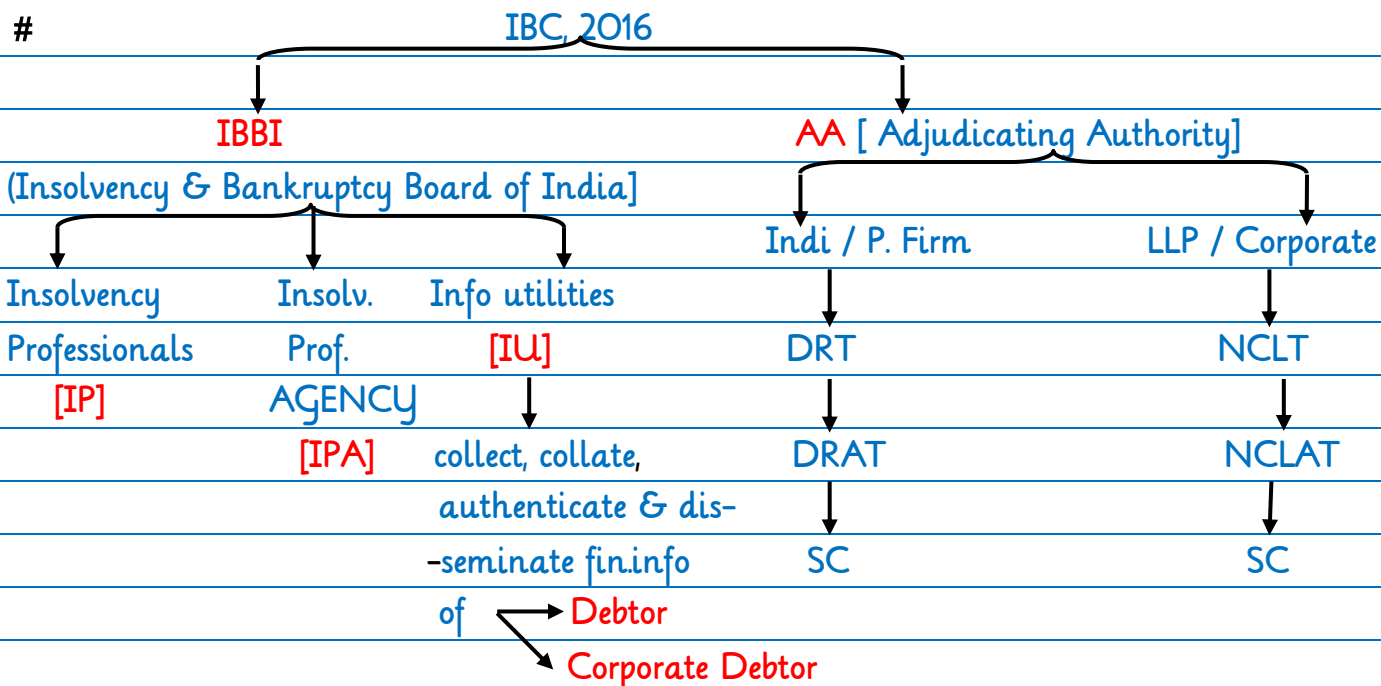 # IBC, 2016
IBBI AA [ Adjudicating Authority]
(Insolvency & Bankruptcy Board of India]
Indi / P. Firm LLP / Corporate
Insolvency Insolv. Info utilities
Professionals Prof. [IU] DRT NCLT
[IP] AGENCY
[IPA] collect, collate, DRAT NCLAT
authenticate & dis-
-seminate fin.info SC SC
of Debtor
Corporate Debtor